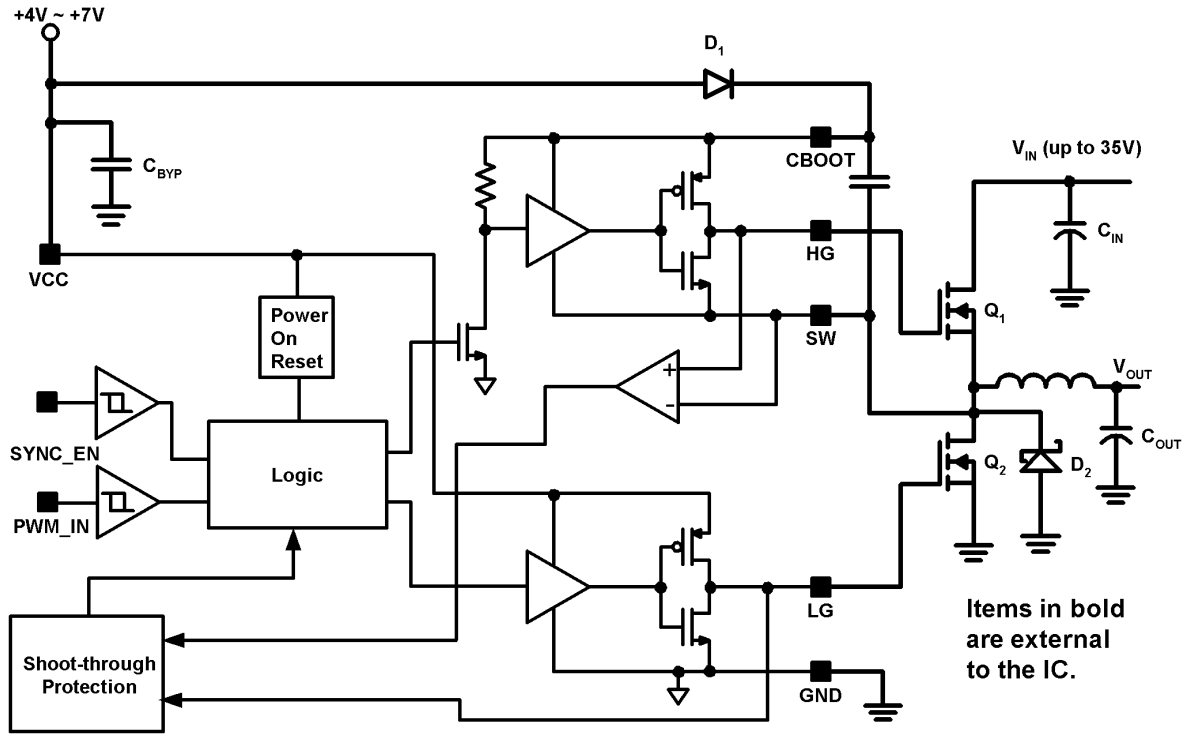 +4V ~ +7V
D1
CBYP
CBOOT
VIN (up to 35V)
CIN
HG
VCC
Power
On
Reset
SW
Q1
+
-
VOUT
SYNC_EN
COUT
Logic
Q2
D2
PWM_IN
LG
Items in bold
are external
to the IC.
Shoot-through
Protection
GND